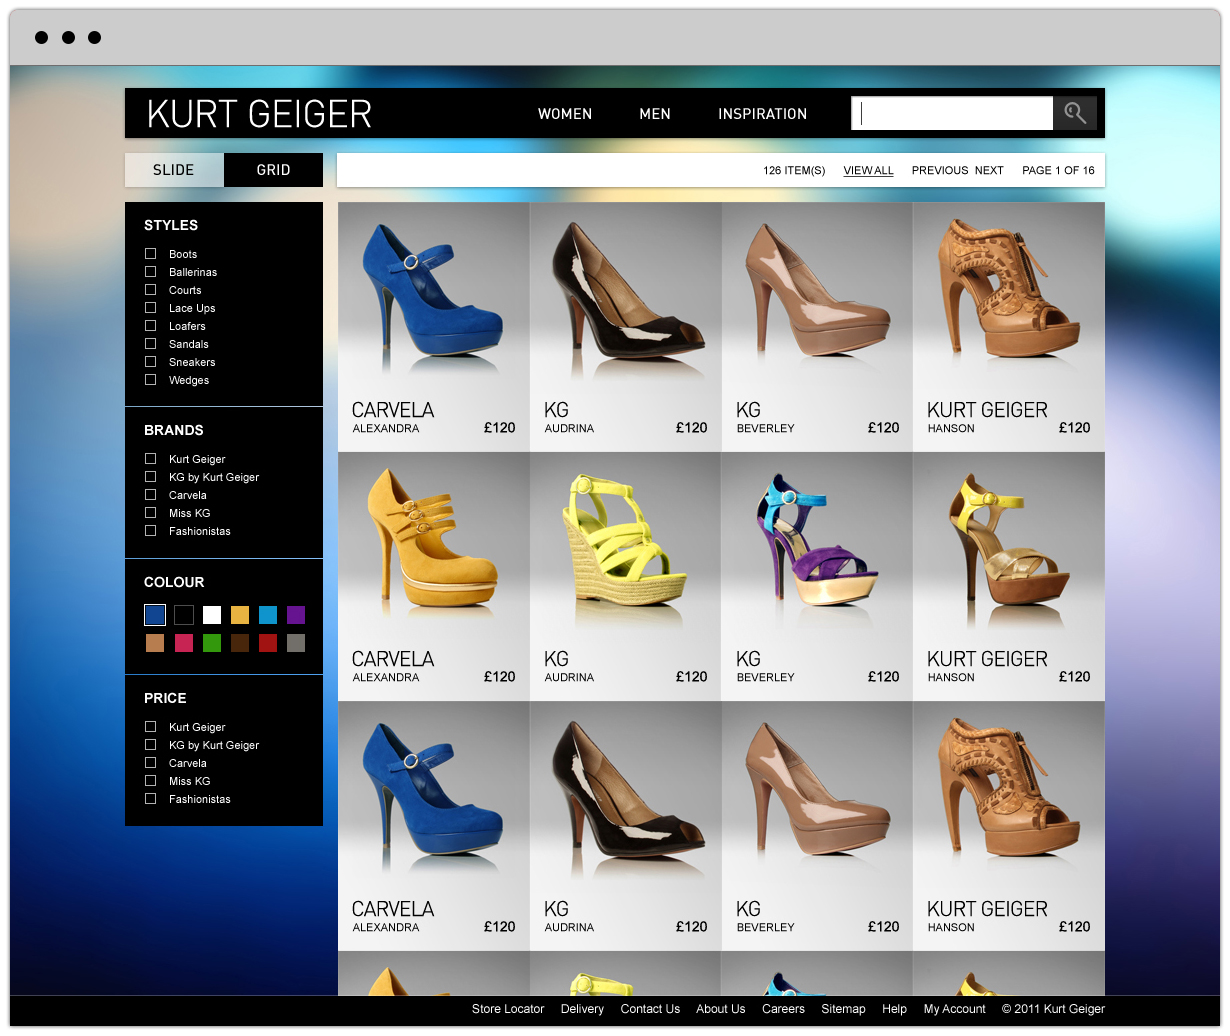 KURT GEIGER
WOMEN MEN INSPIRATION
SLIDE GRID
126 ITEM(S) VIEW ALL PREVIOUS NEXT PAGE 1 OF 16
STYLES
Boots
Ballerinas
Courts
Lace Ups
Loafers
Sandals
Sneakers
Wedges
BRANDS
Kurt Geiger
KG by Kurt Geiger
Carvela
Miss KG
Fashionistas
COLOUR
PRICE
Kurt Geiger
KG by Kurt Geiger
Carvela
Miss KG
Fashionistas
CARVELA
ALEXANDRA £120
KG
AUDRINA £120
KG
BEVERLEY £120
KURT GEIGER
HANSON £120
CARVELA
ALEXANDRA £120
KG
AUDRINA £120
KG
BEVERLEY £120
KURT GEIGER
HANSON £120
CARVELA
ALEXANDRA £120
KG
AUDRINA £120
KG
BEVERLEY £120
KURT GEIGER
HANSON £120
Store Locator Delivery Contact Us About Us Careers Sitemap Help My Account © 2011 Kurt Geiger